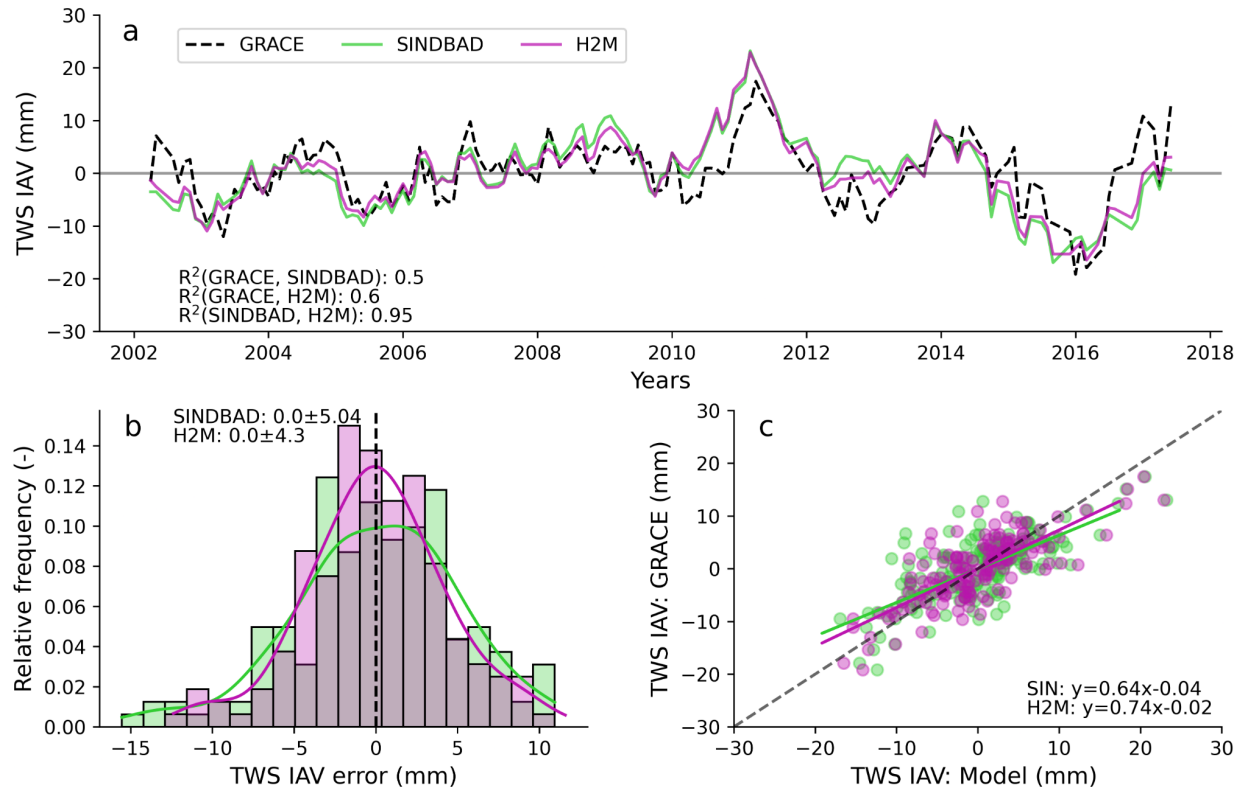 a
GRACE SINDBAD H2M
TWS IAV (mm)
30
20
10
0
−10
−20
−30
R²(GRACE, SINDBAD): 0.5
R²(GRACE, H2M): 0.6
R²(SINDBAD, H2M): 0.95
2002 2004 2006 2008 2010 2012 2014 2016 2018
Years
b
SINDBAD: 0.0±5.04
H2M: 0.0±4.3
Relative frequency (-)
0.14
0.12
0.10
0.08
0.06
0.04
0.02
0.00
−15 −10 −5 0 5 10
TWS IAV error (mm)
c
TWS IAV: GRACE (mm)
30
20
10
0
−10
−20
−30
SIN: y=0.64x-0.04
H2M: y=0.74x-0.02
−30 −20 −10 0 10 20 30
TWS IAV: Model (mm)